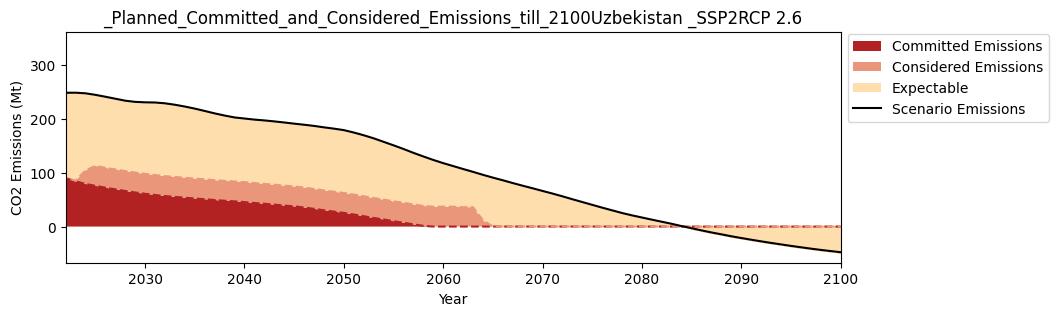 _Planned_Committed_and_Considered_Emissions_till_2100Uzbekistan _SSP2RCP 2.6
300
200
100
0
CO2 Emissions (Mt)
2030 2040 2050 2060 2070 2080 2090 2100
Year
Committed Emissions
Considered Emissions
Expectable
Scenario Emissions